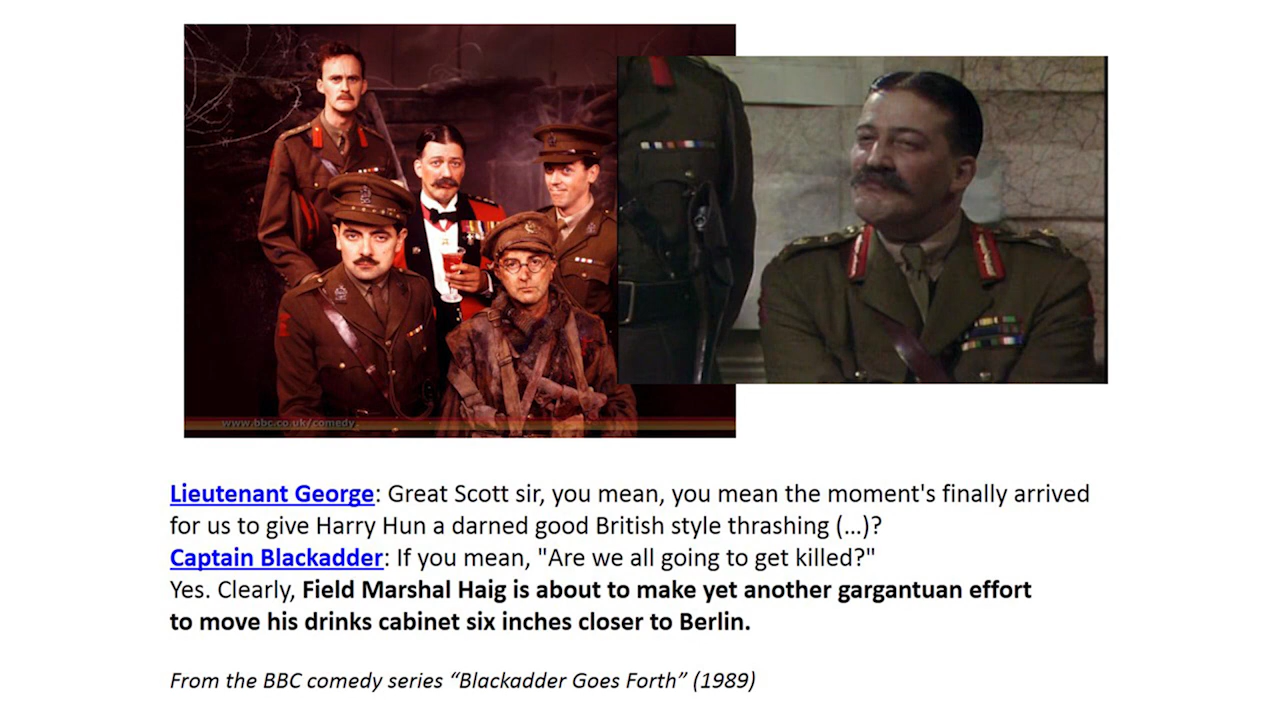 www.bbc.co.uk/comedy
Lieutenant George: Great Scott sir, you mean, you mean the moment's finally arrived
for us to give Harry Hun a darned good British style thrashing (...)?
Captain Blackadder: If you mean, "Are we all going to get killed?"
Yes. Clearly, Field Marshal Haig is about to make yet another gargantuan effort
to move his drinks cabinet six inches closer to Berlin.
From the BBC comedy series “Blackadder Goes Forth” (1989)